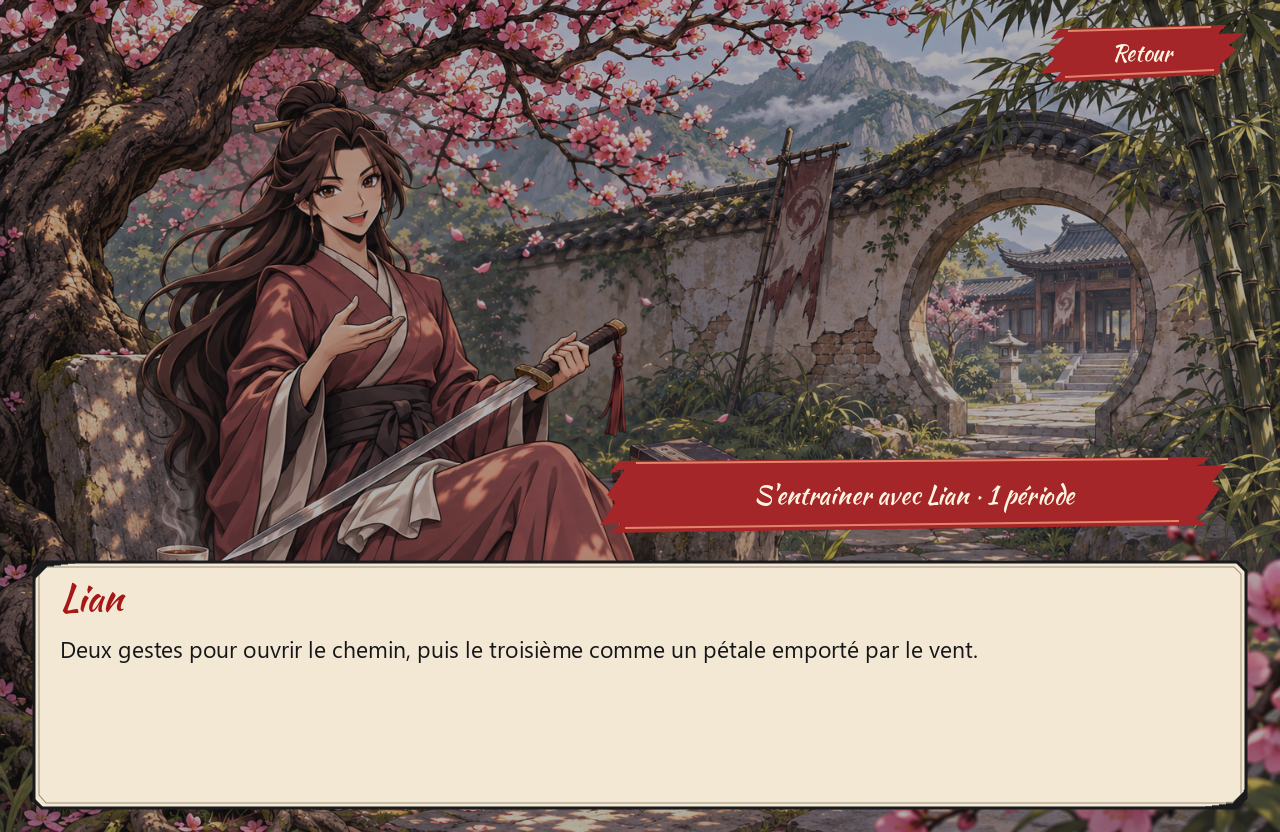 Retour
S'entraîner avec Lian · 1 période
Lian
Deux gestes pour ouvrir le chemin, puis le troisième comme un pétale emporté par le vent.